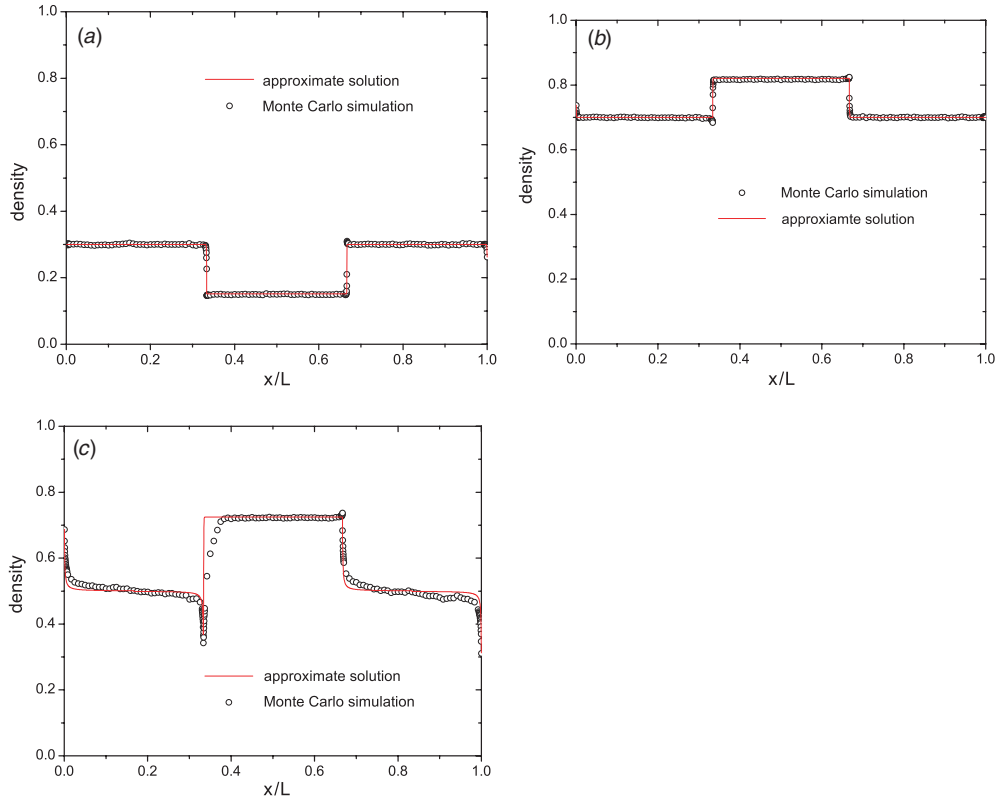 (a)
1.0
0.8
0.6
0.4
0.2
0.0
density
approximate solution
Monte Carlo simulation
0.0 0.2 0.4 0.6 0.8 1.0
x/L
(b)
1.0
0.8
0.6
0.4
0.2
0.0
density
Monte Carlo simulation
approxiamte solution
0.0 0.2 0.4 0.6 0.8 1.0
x/L
(c)
1.0
0.8
0.6
0.4
0.2
0.0
density
approximate solution
Monte Carlo simulation
0.0 0.2 0.4 0.6 0.8 1.0
x/L